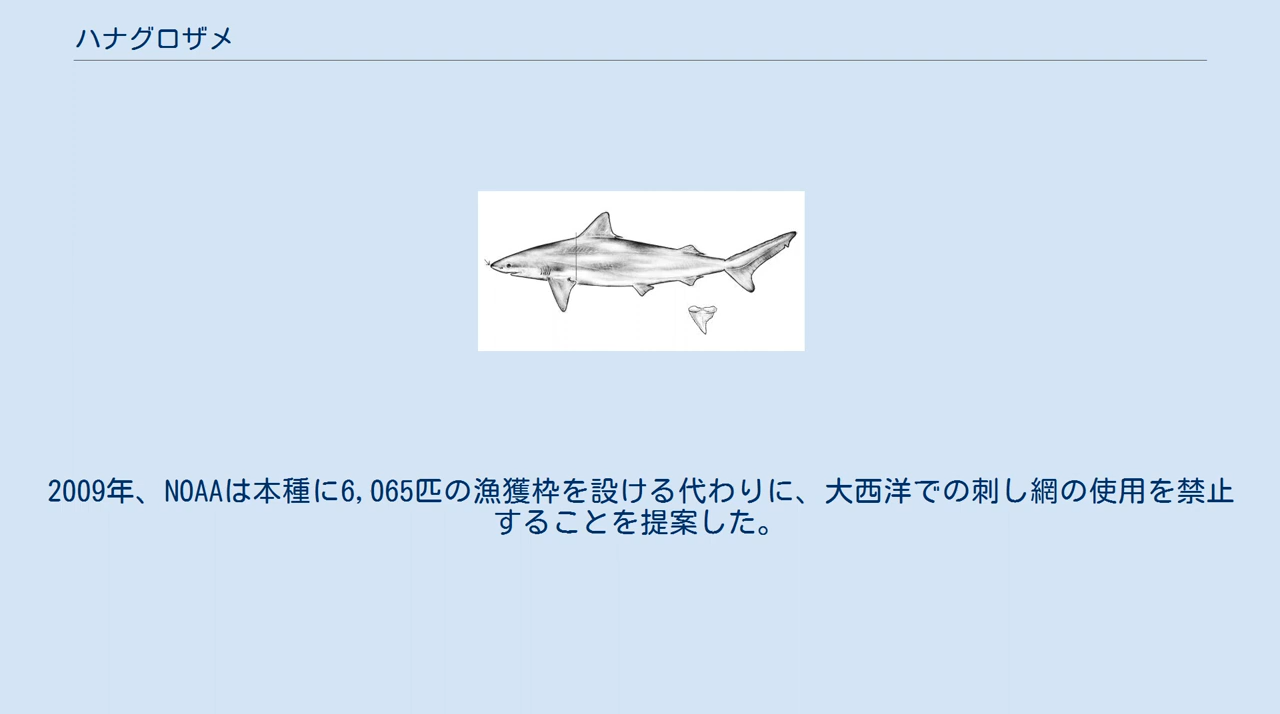 ハナグロザメ
2009年、NOAAは本種に6,065匹の漁獲枠を設ける代わりに、大西洋での刺し網の使用を禁止
することを提案した。